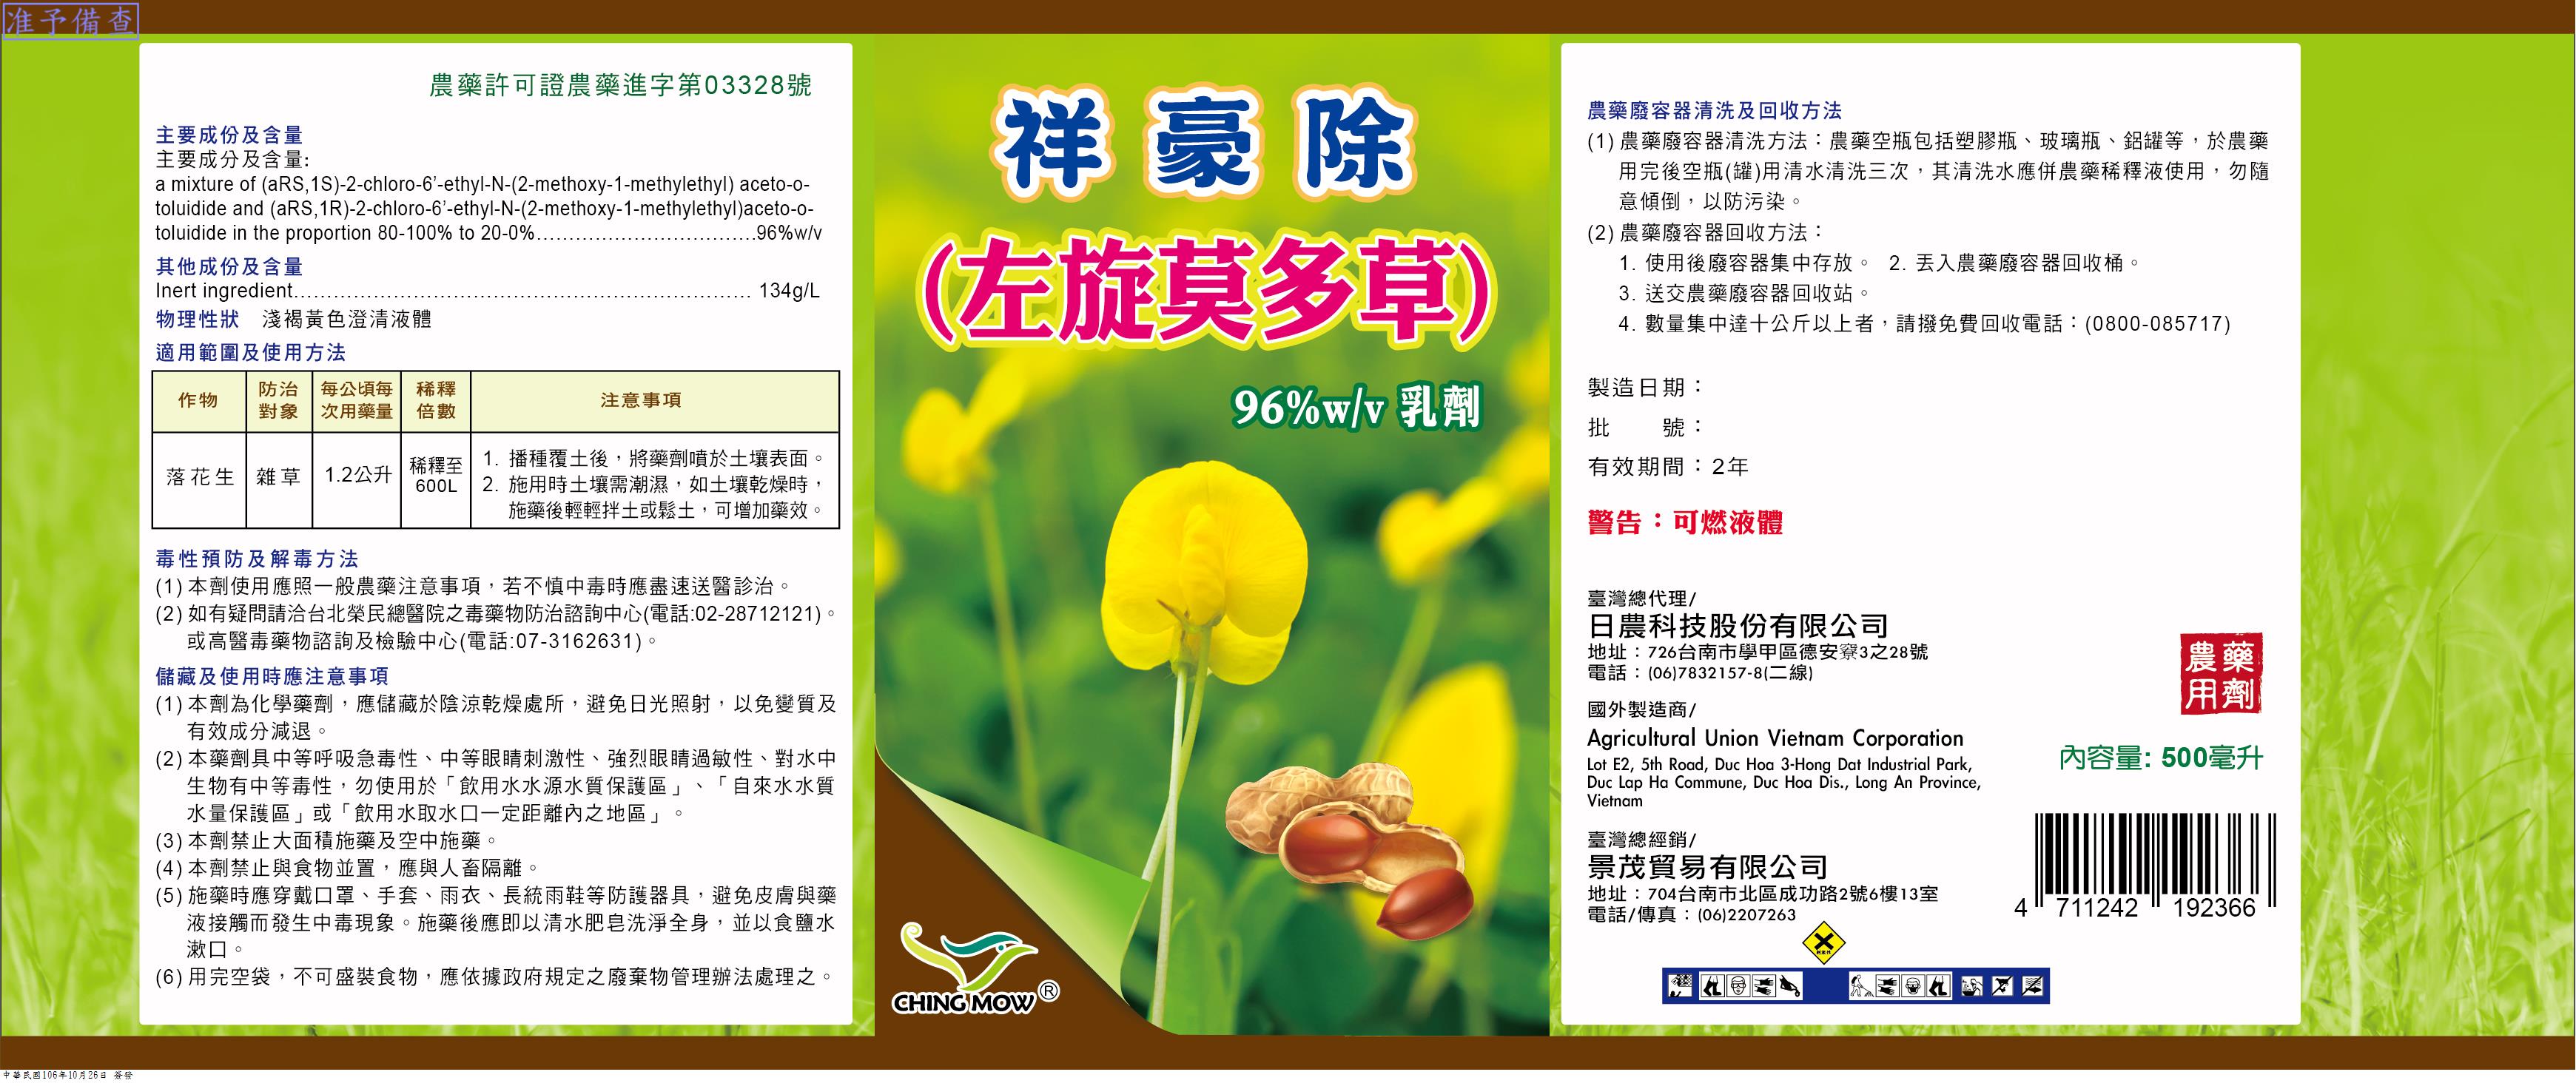 准予備查
農藥許可證農藥進字第03328號
主要成份及含量
主要成分及含量:
a mixture of (aRS,1S)-2-chloro-6’-ethyl-N-(2-methoxy-1-methylethyl) aceto-o-
toluidide and (aRS,1R)-2-chloro-6’-ethyl-N-(2-methoxy-1-methylethyl)aceto-o-
toluidide in the proportion 80-100% to 20-0%..................................96%w/v
其他成份及含量
Inert ingredient...................................................................... 134g/L
物理性狀 淺褐黃色澄清液體
適用範圍及使用方法
作物 防治對象 每公頃每次用藥量 稀釋倍數 注意事項
落花生 雜草 1.2公升 稀釋至600L
1. 播種覆土後，將藥劑噴於土壤表面。
2. 施用時土壤需潮濕，如土壤乾燥時，
施藥後輕輕拌土或鬆土，可增加藥效。
毒性預防及解毒方法
(1) 本劑使用應照一般農藥注意事項，若不慎中毒時應盡速送醫診治。
(2) 如有疑問請洽台北榮民總醫院之毒藥物防治諮詢中心(電話:02-28712121)。
或高醫毒藥物諮詢及檢驗中心(電話:07-3162631)。
儲藏及使用時應注意事項
(1) 本劑為化學藥劑，應儲藏於陰涼乾燥處所，避免日光照射，以免變質及
有效成分減退。
(2) 本藥劑具中等呼吸急毒性、中等眼睛刺激性、強烈眼睛過敏性、對水中
生物有中等毒性，勿使用於「飲用水水源水質保護區」、「自來水水質
水量保護區」或「飲用水取水口一定距離內之地區」。
(3) 本劑禁止大面積施藥及空中施藥。
(4) 本劑禁止與食物並置，應與人畜隔離。
(5) 施藥時應穿戴口罩、手套、雨衣、長統雨鞋等防護器具，避免皮膚與藥
液接觸而發生中毒現象。施藥後應即以清水肥皂洗淨全身，並以食鹽水
漱口。
(6) 用完空袋，不可盛裝食物，應依據政府規定之廢棄物管理辦法處理之。
祥豪除
(左旋莫多草)
96%w/v 乳劑
CHING MOW®
農藥廢容器清洗及回收方法
(1) 農藥廢容器清洗方法：農藥空瓶包括塑膠瓶、玻璃瓶、鋁罐等，於農藥
用完後空瓶(罐)用清水清洗三次，其清洗水應併農藥稀釋液使用，勿隨
意傾倒，以防污染。
(2) 農藥廢容器回收方法：
1. 使用後廢容器集中存放。 2. 丟入農藥廢容器回收桶。
3. 送交農藥廢容器回收站。
4. 數量集中達十公斤以上者，請撥免費回收電話：(0800-085717)
製造日期：
批　　號：
有效期間：2年
警告：可燃液體
臺灣總代理/
日農科技股份有限公司
地址：726台南市學甲區德安寮3之28號
電話：(06)7832157-8(二線)
國外製造商/
Agricultural Union Vietnam Corporation
Lot E2, 5th Road, Duc Hoa 3-Hong Dat Industrial Park,
Duc Lap Ha Commune, Duc Hoa Dis., Long An Province,
Vietnam
臺灣總經銷/
景茂貿易有限公司
地址：704台南市北區成功路2號6樓13室
電話/傳真：(06)2207263
農藥
用劑
內容量: 500毫升
4 711242 192366
中華民國106年10月26日 簽發